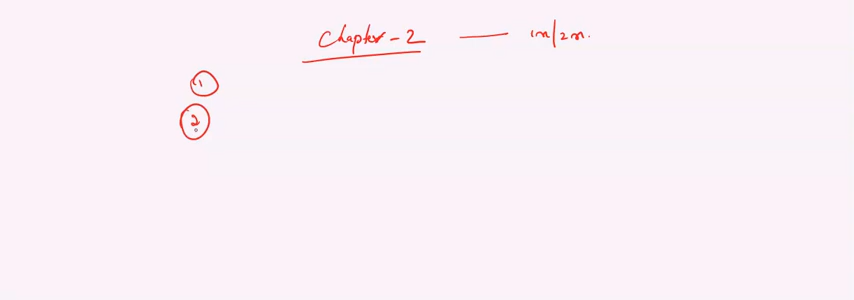 Chapter - 2 — 1m/2m.
1
2